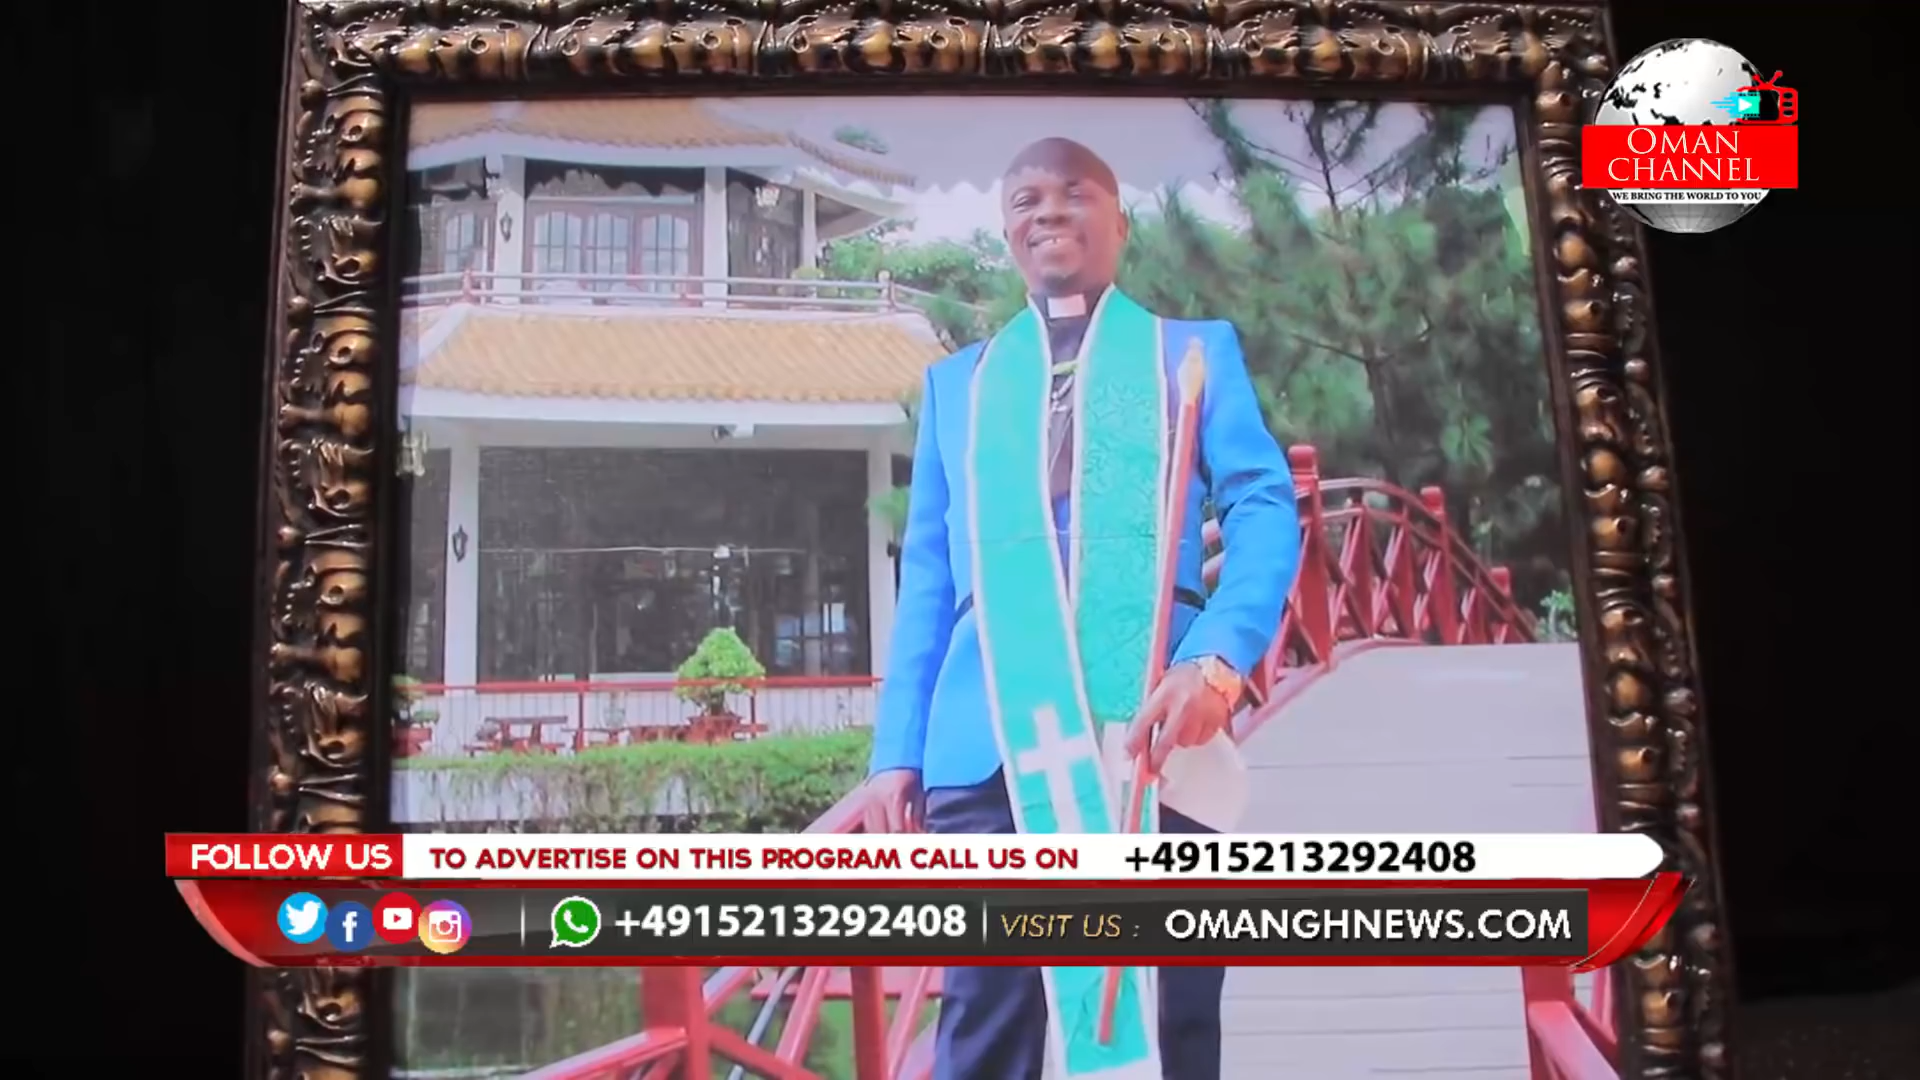 OMAN
CHANNEL
WE BRING THE WORLD TO YOU
FOLLOW US
TO ADVERTISE ON THIS PROGRAM CALL US ON
+4915213292408
+4915213292408
VISIT US :
OMANGHNEWS.COM